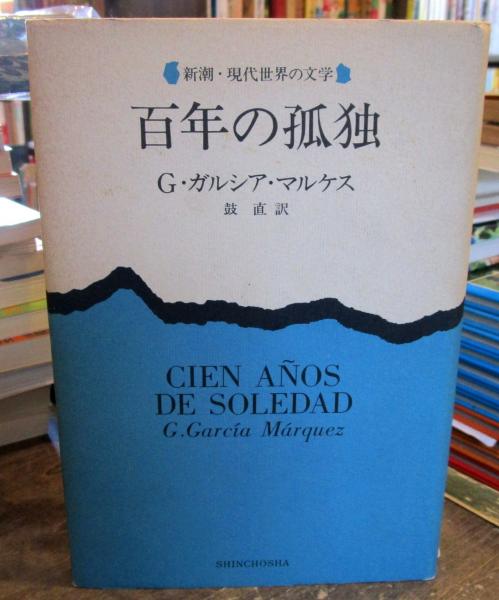 新潮・現代世界の文学
百年の孤独
G・ガルシア・マルケス
鼓 直訳
CIEN AÑOS
DE SOLEDAD
G.García Márquez
SHINCHOSHA